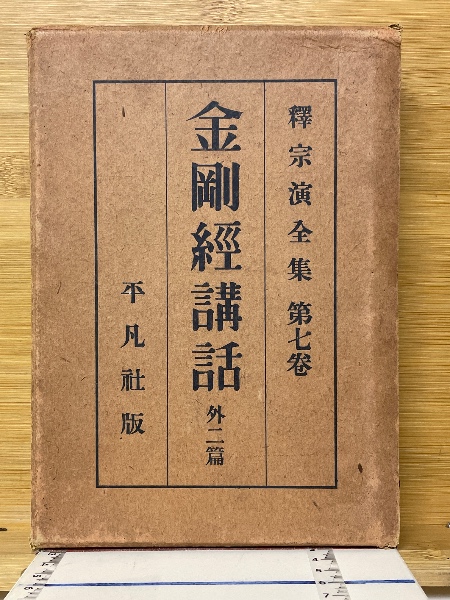 釋宗演全集 第七卷
金剛經講話 外二篇
平凡社版